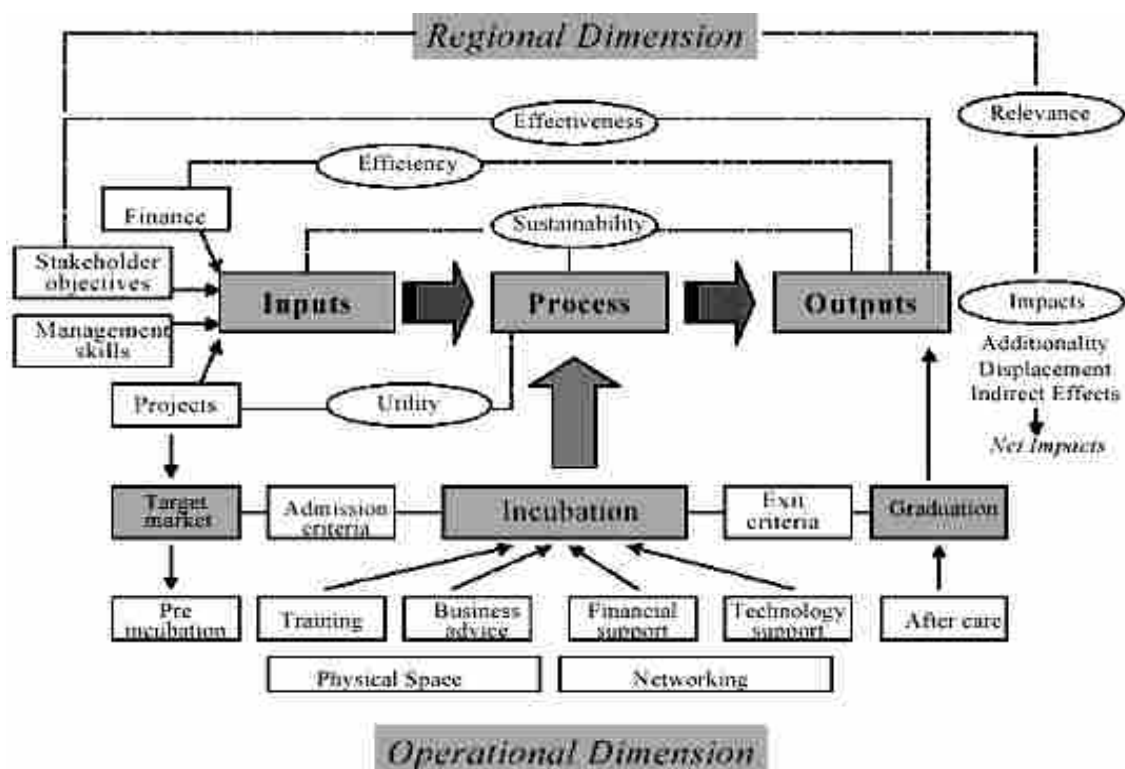 Regional Dimension
Relevance
Effectiveness
Efficiency
Finance
Sustainability
Stakeholder
objectives
Inputs
Process
Outputs
Impacts
Management
skills
Additionality
Displacement
Indirect Effects
Projects
Utility
Net Impacts
Target
market
Admission
criteria
Incubation
Exit
criteria
Graduation
Pre
incubation
Training
Business
advice
Financial
support
Technology
support
After care
Physical Space
Networking
Operational Dimension